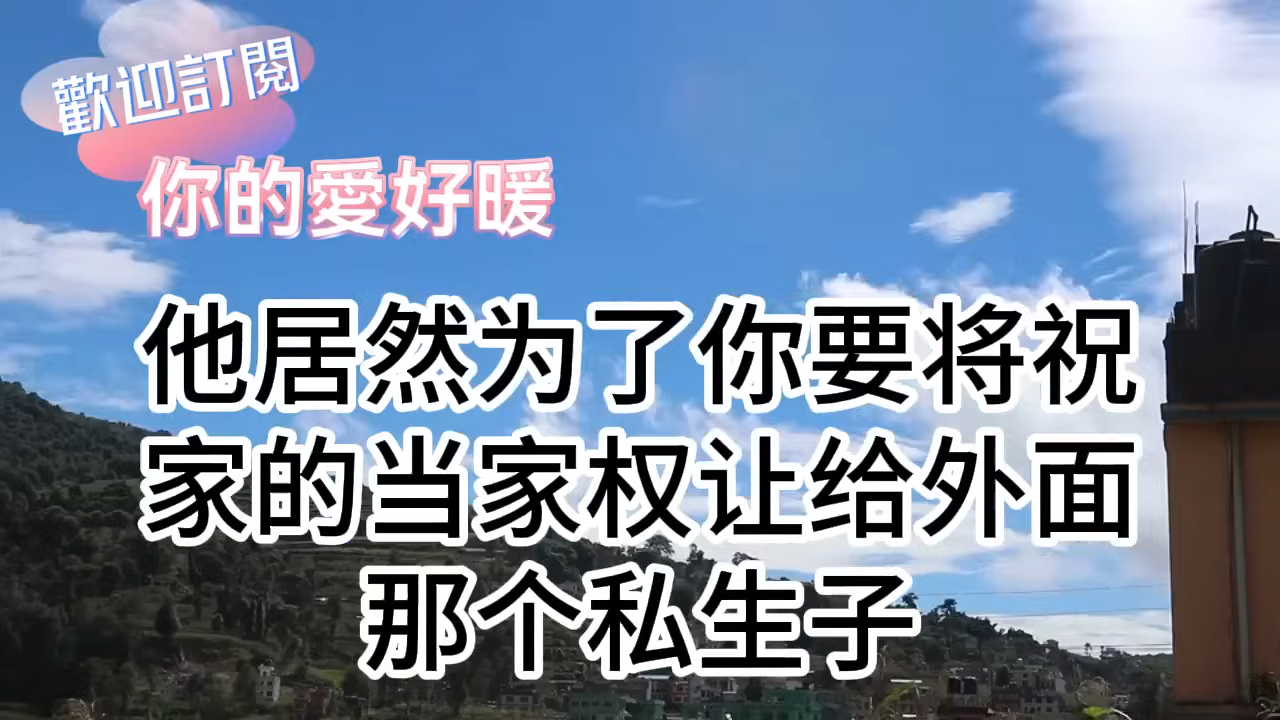 歡迎訂閱
你的愛好暖
他居然为了你要将祝
家的当家权让给外面
那个私生子